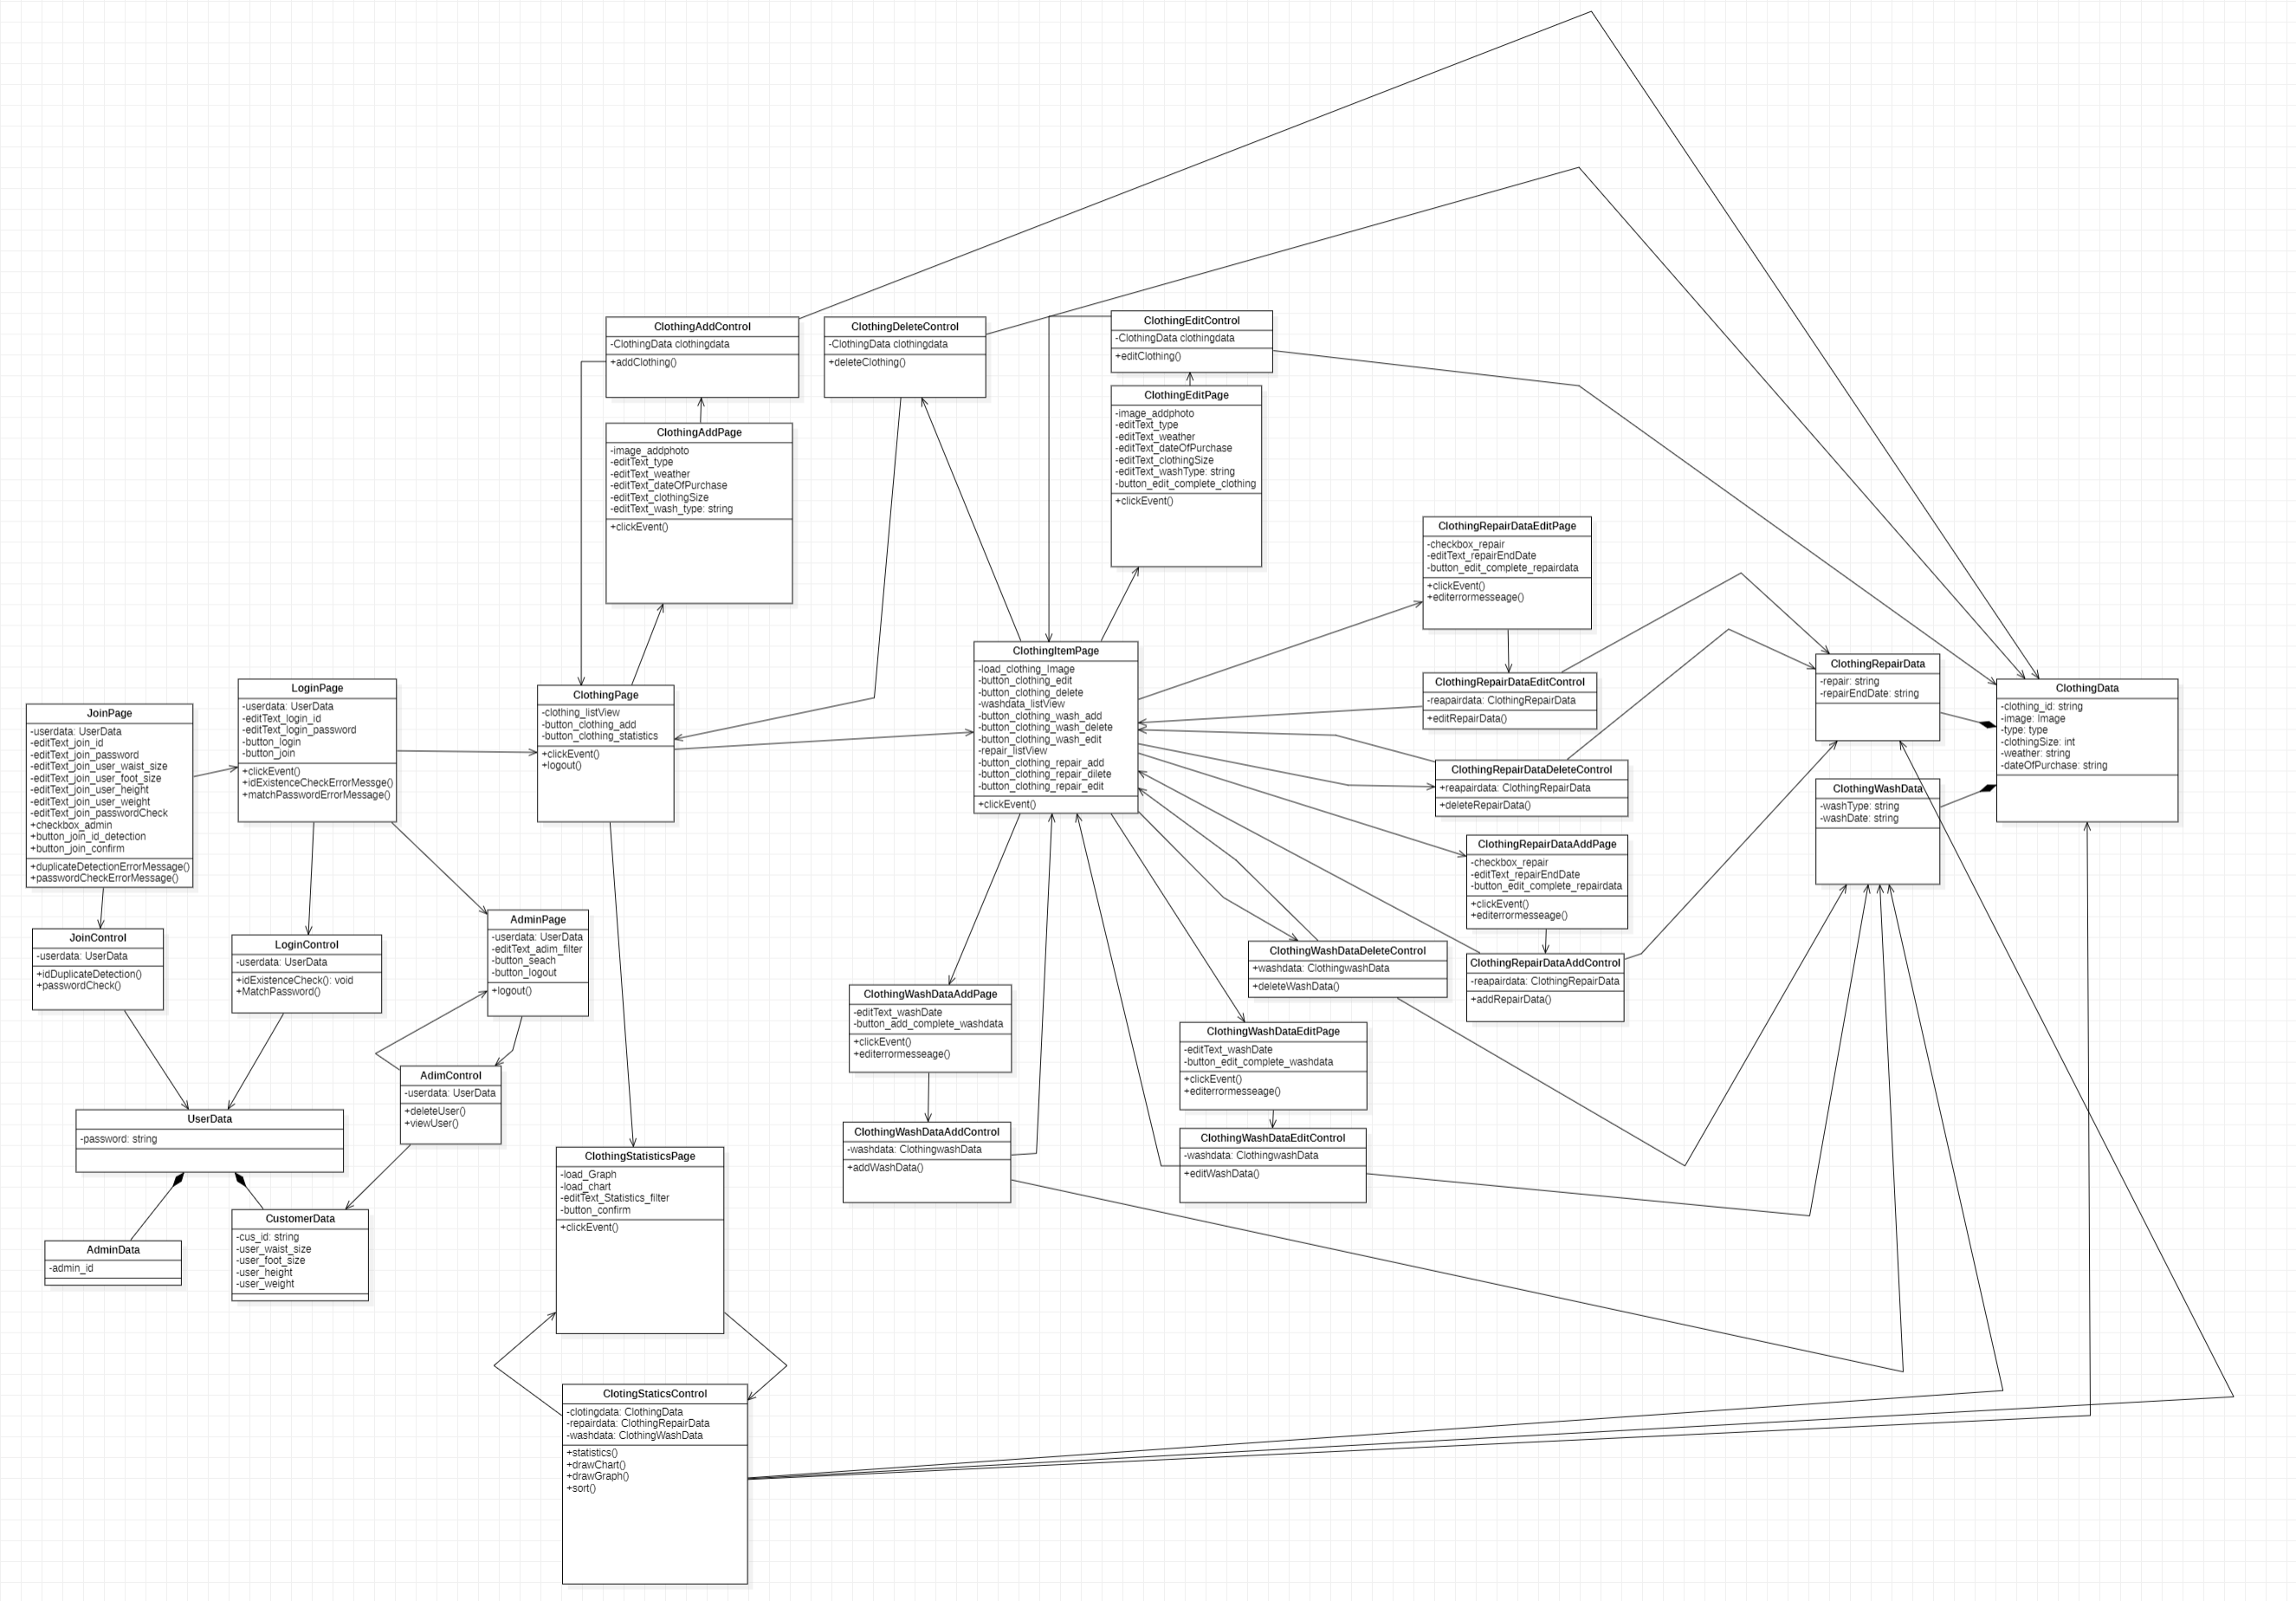 ClothingAddControl
-ClothingData clothingdata
+addClothing()
ClothingDeleteControl
-ClothingData clothingdata
+deleteClothing()
ClothingEditControl
-ClothingData clothingdata
+editClothing()
ClothingAddPage
-image_addphoto
-editText_type
-editText_weather
-editText_dateOfPurchase
-editText_clothingSize
-editText_wash_type: string
+clickEvent()
ClothingEditPage
-image_addphoto
-editText_type
-editText_weather
-editText_dateOfPurchase
-editText_clothingSize
-editText_washType: string
-button_edit_complete_clothing
+clickEvent()
ClothingRepairDataEditPage
-checkbox_repair
-editText_repairEndDate
-button_edit_complete_repairdata
+clickEvent()
+editerrormesseage()
JoinPage
-userdata: UserData
-editText_join_id
-editText_join_password
-editText_join_user_waist_size
-editText_join_user_foot_size
-editText_join_user_height
-editText_join_user_weight
-editText_join_passwordCheck
+checkbox_admin
+button_join_id_detection
+button_join_confirm
+duplicateDetectionErrorMessage()
+passwordCheckErrorMessage()
LoginPage
-userdata: UserData
-editText_login_id
-editText_login_password
-button_login
-button_join
+clickEvent()
+idExistenceCheckErrorMessge()
+matchPasswordErrorMessage()
ClothingPage
-clothing_listView
-button_clothing_add
-button_clothing_statistics
+clickEvent()
+logout()
ClothingItemPage
-load_clothing_Image
-button_clothing_edit
-button_clothing_delete
-washdata_listView
-button_clothing_wash_add
-button_clothing_wash_delete
-button_clothing_wash_edit
-repair_listView
-button_clothing_repair_add
-button_clothing_repair_dilete
-button_clothing_repair_edit
+clickEvent()
ClothingRepairDataEditControl
-reapairdata: ClothingRepairData
+editRepairData()
ClothingRepairData
-repair: string
-repairEndDate: string
ClothingData
-clothing_id: string
-image: Image
-type: type
-clothingSize: int
-weather: string
-dateOfPurchase: string
ClothingRepairDataDeleteControl
+reapairdata: ClothingRepairData
+deleteRepairData()
ClothingWashData
-washType: string
-washDate: string
ClothingRepairDataAddPage
-checkbox_repair
-editText_repairEndDate
-button_edit_complete_repairdata
+clickEvent()
+editerrormesseage()
JoinControl
-userdata: UserData
+idDuplicateDetection()
+passwordCheck()
LoginControl
-userdata: UserData
+idExistenceCheck(): void
+MatchPassword()
AdminPage
-userdata: UserData
-editText_adim_filter
-button_seach
-button_logout
+logout()
ClothingWashDataDeleteControl
+washdata: ClothingwashData
+deleteWashData()
ClothingRepairDataAddControl
-reapairdata: ClothingRepairData
+addRepairData()
ClothingWashDataAddPage
-editText_washDate
-button_add_complete_washdata
+clickEvent()
+editerrormesseage()
ClothingWashDataEditPage
-editText_washDate
-button_edit_complete_washdata
+clickEvent()
+editerrormesseage()
AdimControl
-userdata: UserData
+deleteUser()
+viewUser()
UserData
-password: string
ClothingWashDataAddControl
-washdata: ClothingwashData
+addWashData()
ClothingWashDataEditControl
-washdata: ClothingwashData
+editWashData()
ClothingStatisticsPage
-load_Graph
-load_chart
-editText_Statistics_filter
-button_confirm
+clickEvent()
AdminData
-admin_id
CustomerData
-cus_id: string
-user_waist_size
-user_foot_size
-user_height
-user_weight
ClotingStaticsControl
-clotingdata: ClothingData
-repairdata: ClothingRepairData
-washdata: ClothingWashData
+statistics()
+drawChart()
+drawGraph()
+sort()